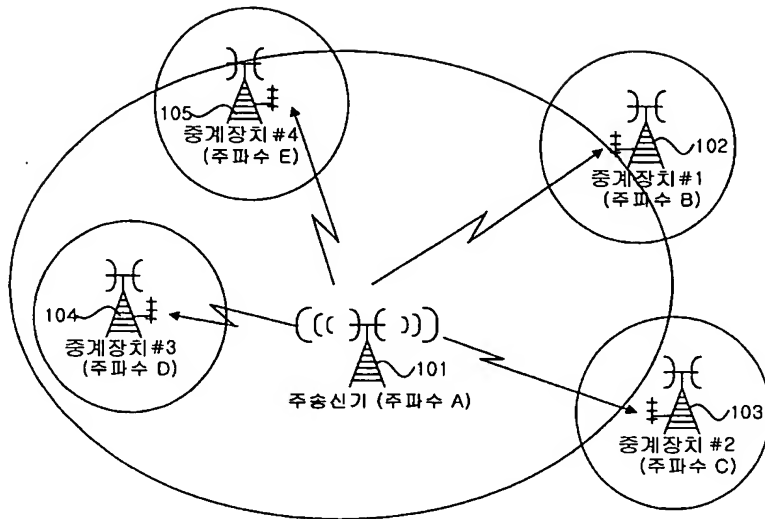 105
중계장치#4
(주파수 E)
102
중계장치#1
(주파수 B)
104
중계장치#3
(주파수 D)
101
주송신기 (주파수 A)
103
중계장치 #2
(주파수 C)